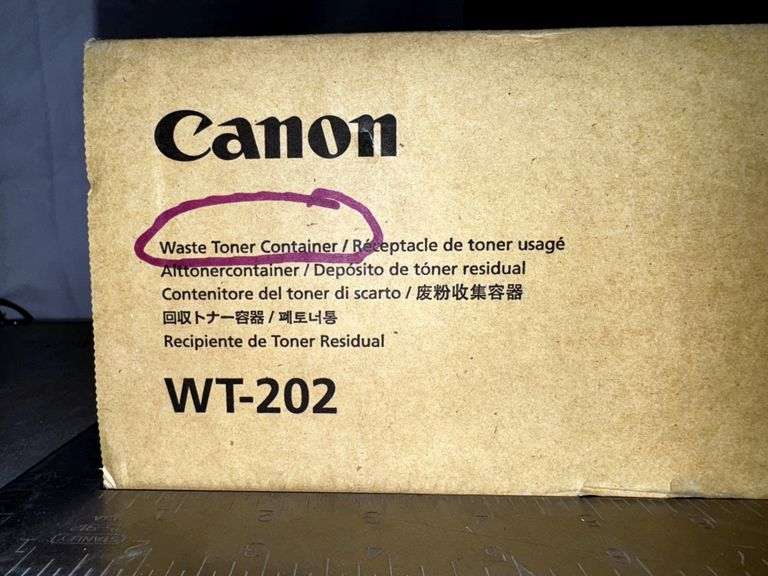 Canon
Waste Toner Container / Réceptacle de toner usagé
Alttonercontainer / Depósito de tóner residual
Contenitore del toner di scarto / 废粉收集容器
回収トナー容器 / 폐토너통
Recipiente de Toner Residual
WT-202
STANLEY